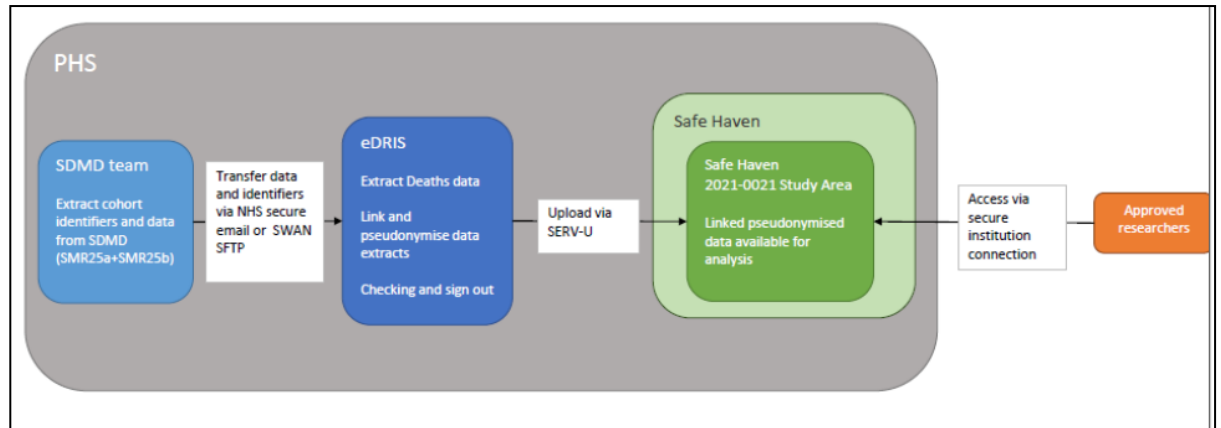 PHS
SDMD team
Extract cohort
identifiers and data
from SDMD
(SMR25a+SMR25b)
Transfer data
and identifiers
via NHS secure
email or SWAN
SFTP
eDRIS
Extract Deaths data
Link and
pseudonymise data
extracts
Checking and sign out
Upload via
SERV-U
Safe Haven
Safe Haven
2021-0021 Study Area
Linked pseudonymised
data available for
analysis
Access via
secure
institution
connection
Approved
researchers